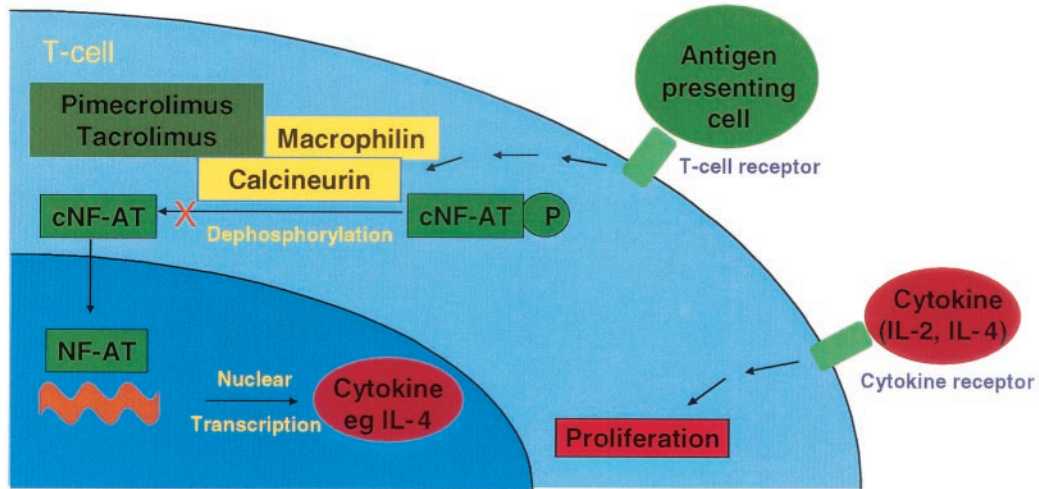 T-cell
Antigen
presenting
cell
Pimecrolimus
Tacrolimus
Macrophilin
T-cell receptor
Calcineurin
cNF-AT
X
cNF-AT
P
Dephosphorylation
Cytokine
(IL-2, IL-4)
NF-AT
Nuclear
Transcription
Cytokine
eg IL-4
Cytokine receptor
Proliferation